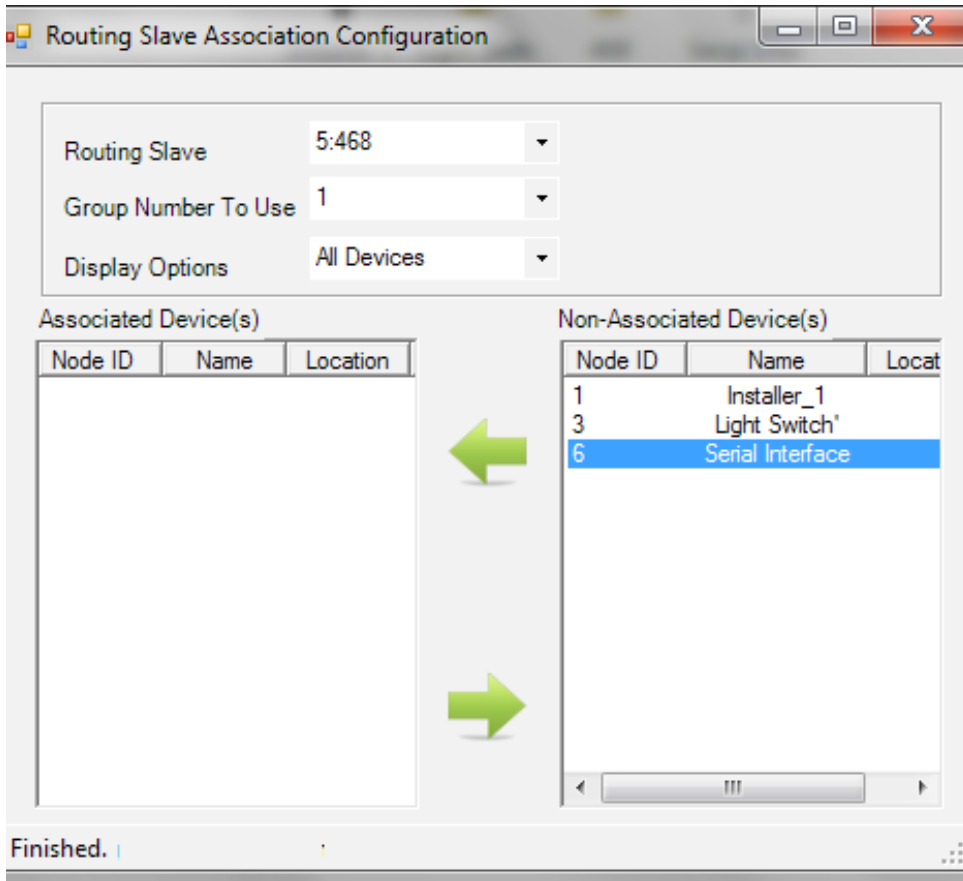 Routing Slave Association Configuration
Routing Slave 5:468
Group Number To Use 1
Display Options All Devices
Associated Device(s)
Node ID Name Location
Non-Associated Device(s)
Node ID Name Locat
1 Installer_1
3 Light Switch'
6 Serial Interface
Finished.